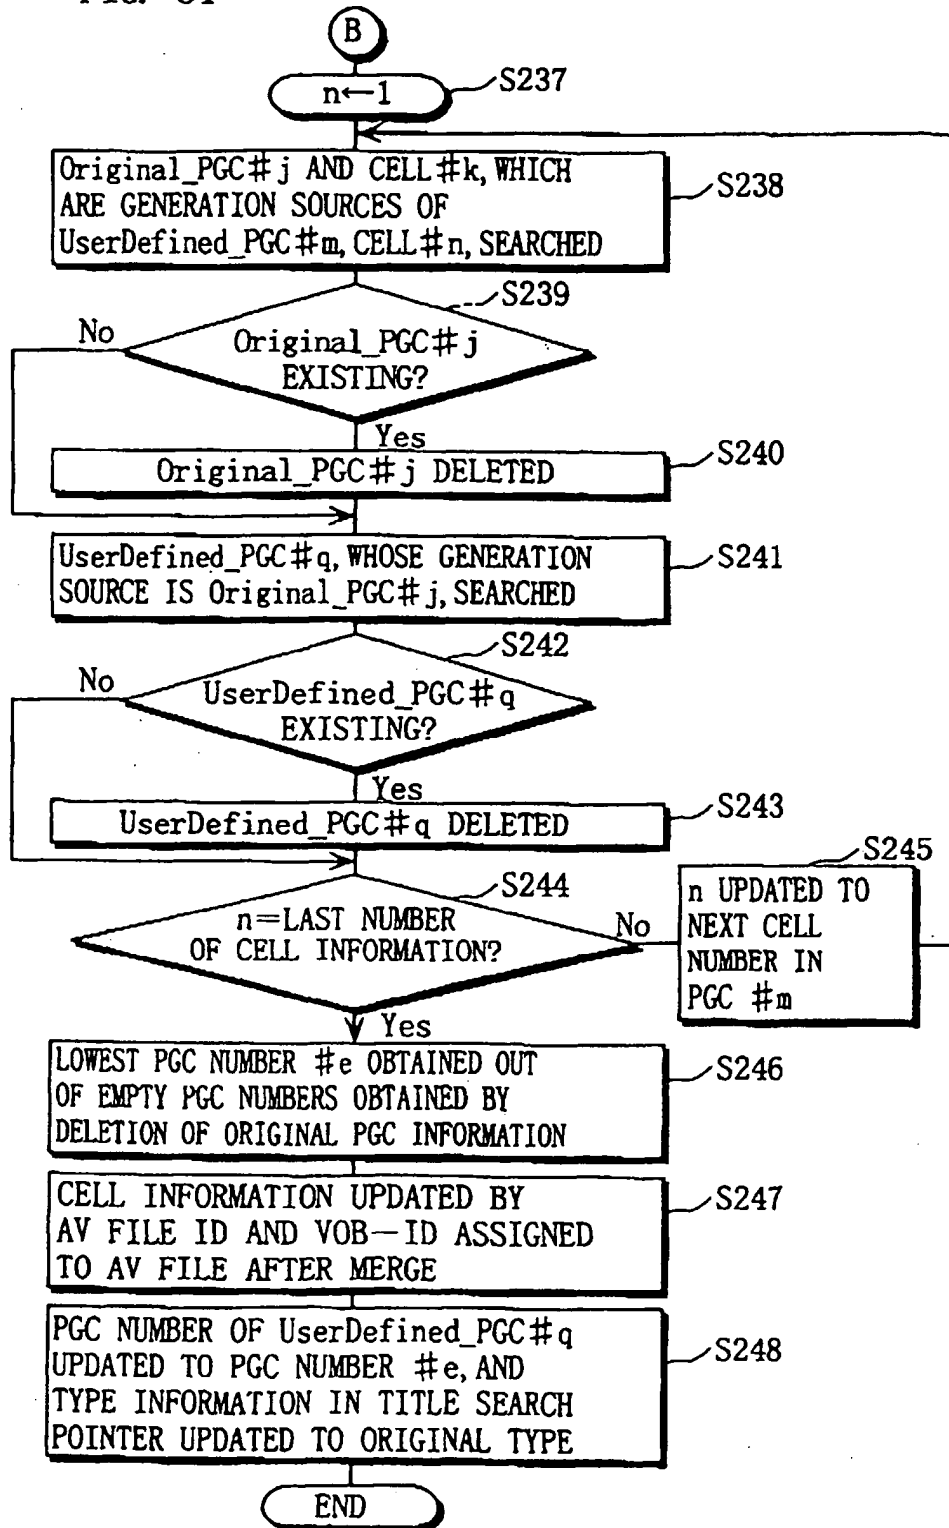 FIG. 61
B
n←1
S237
Original_PGC#j AND CELL#k, WHICH
ARE GENERATION SOURCES OF
UserDefined_PGC#m, CELL#n, SEARCHED
S238
S239
No
Original_PGC#j
EXISTING?
Yes
Original_PGC#j DELETED
S240
UserDefined_PGC#q, WHOSE GENERATION
SOURCE IS Original_PGC#j, SEARCHED
S241
S242
No
UserDefined_PGC#q
EXISTING?
Yes
UserDefined_PGC#q DELETED
S243
S244
n=LAST NUMBER
OF CELL INFORMATION?
No
S245
n UPDATED TO
NEXT CELL
NUMBER IN
PGC #m
Yes
LOWEST PGC NUMBER #e OBTAINED OUT
OF EMPTY PGC NUMBERS OBTAINED BY
DELETION OF ORIGINAL PGC INFORMATION
S246
CELL INFORMATION UPDATED BY
AV FILE ID AND VOB-ID ASSIGNED
TO AV FILE AFTER MERGE
S247
PGC NUMBER OF UserDefined_PGC#q
UPDATED TO PGC NUMBER #e, AND
TYPE INFORMATION IN TITLE SEARCH
POINTER UPDATED TO ORIGINAL TYPE
S248
END